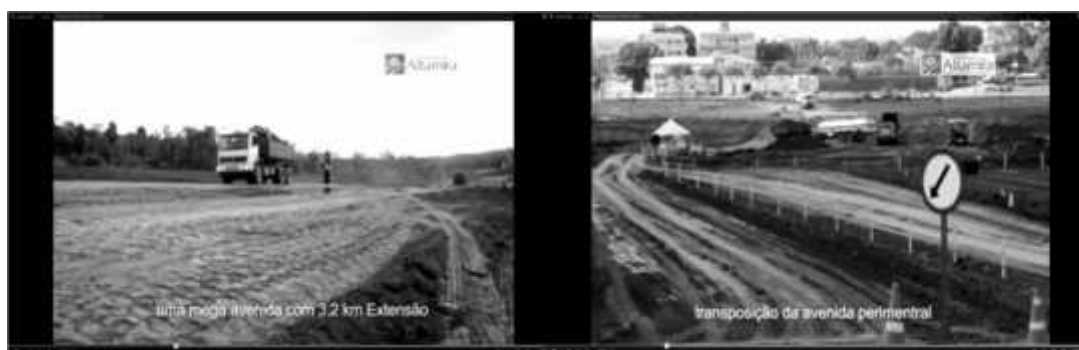 Altamira
uma mega avenida com 3,2 km Extensão
Altamira
transposição da avenida perimentral